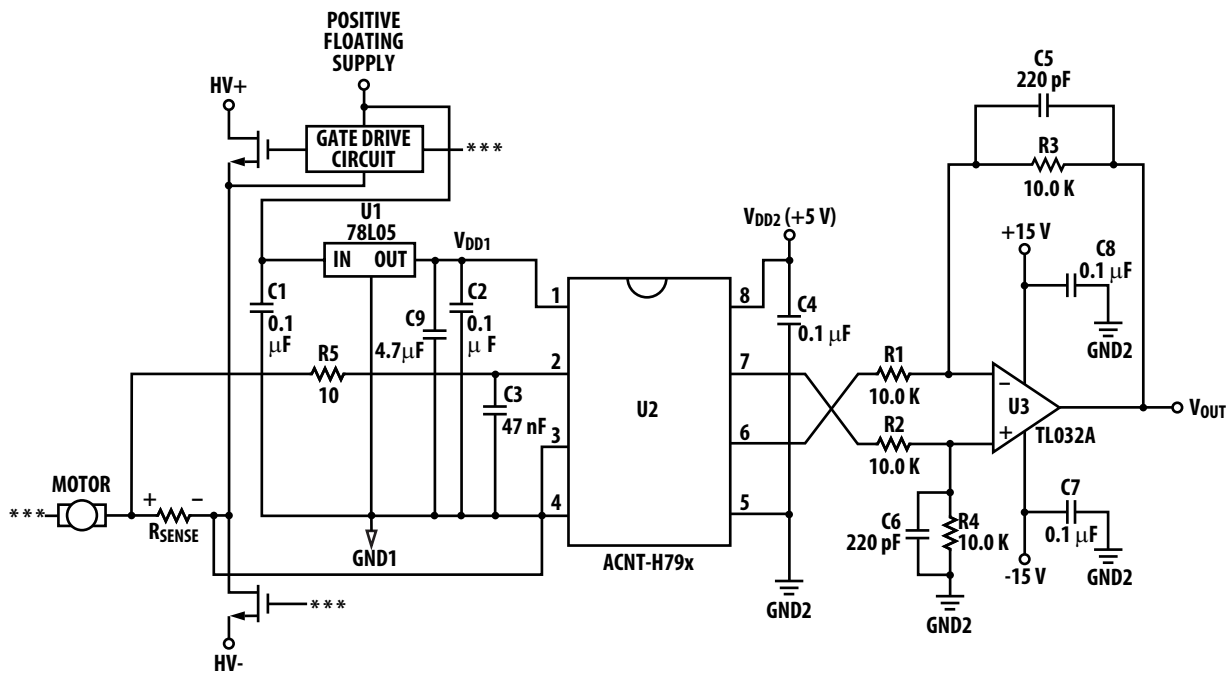 POSITIVE
FLOATING
SUPPLY
HV+
GATE DRIVE
CIRCUIT
***
U1
78L05
IN OUT
VDD1
C1
0.1
μF
C9
4.7μF
C2
0.1
μ F
R5
10
C3
47 nF
MOTOR
***
+ −
RSENSE
GND1
***
HV-
1
2
3
4
U2
8
7
6
5
ACNT-H79x
VDD2 (+5 V)
C4
0.1 μF
GND2
R1
10.0 K
R2
10.0 K
C5
220 pF
R3
10.0 K
+15 V
C8
0.1 μF
GND2
−
U3
+
TL032A
VOUT
C6
220 pF
R4
10.0 K
GND2
C7
0.1 μF
-15 V
GND2